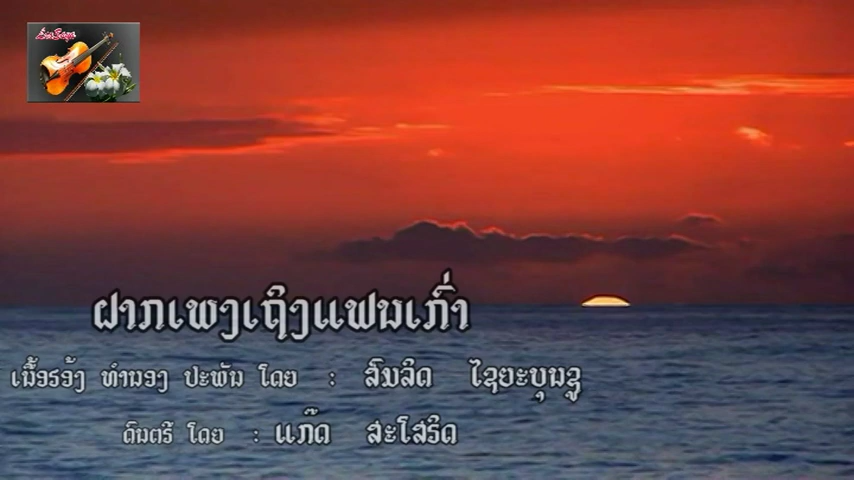 ຝາກເພງເຖິງແຟນເກົ່າ
ເນື້ອຮອ້ງ ທຳນອງ ປະພັນ ໂດຍ : ສົມລິດ ໄຊຍະບຸນຊູ
ດົນຕຣີ ໂດຍ : ແກ໊ດ ສະໂສຣິດ